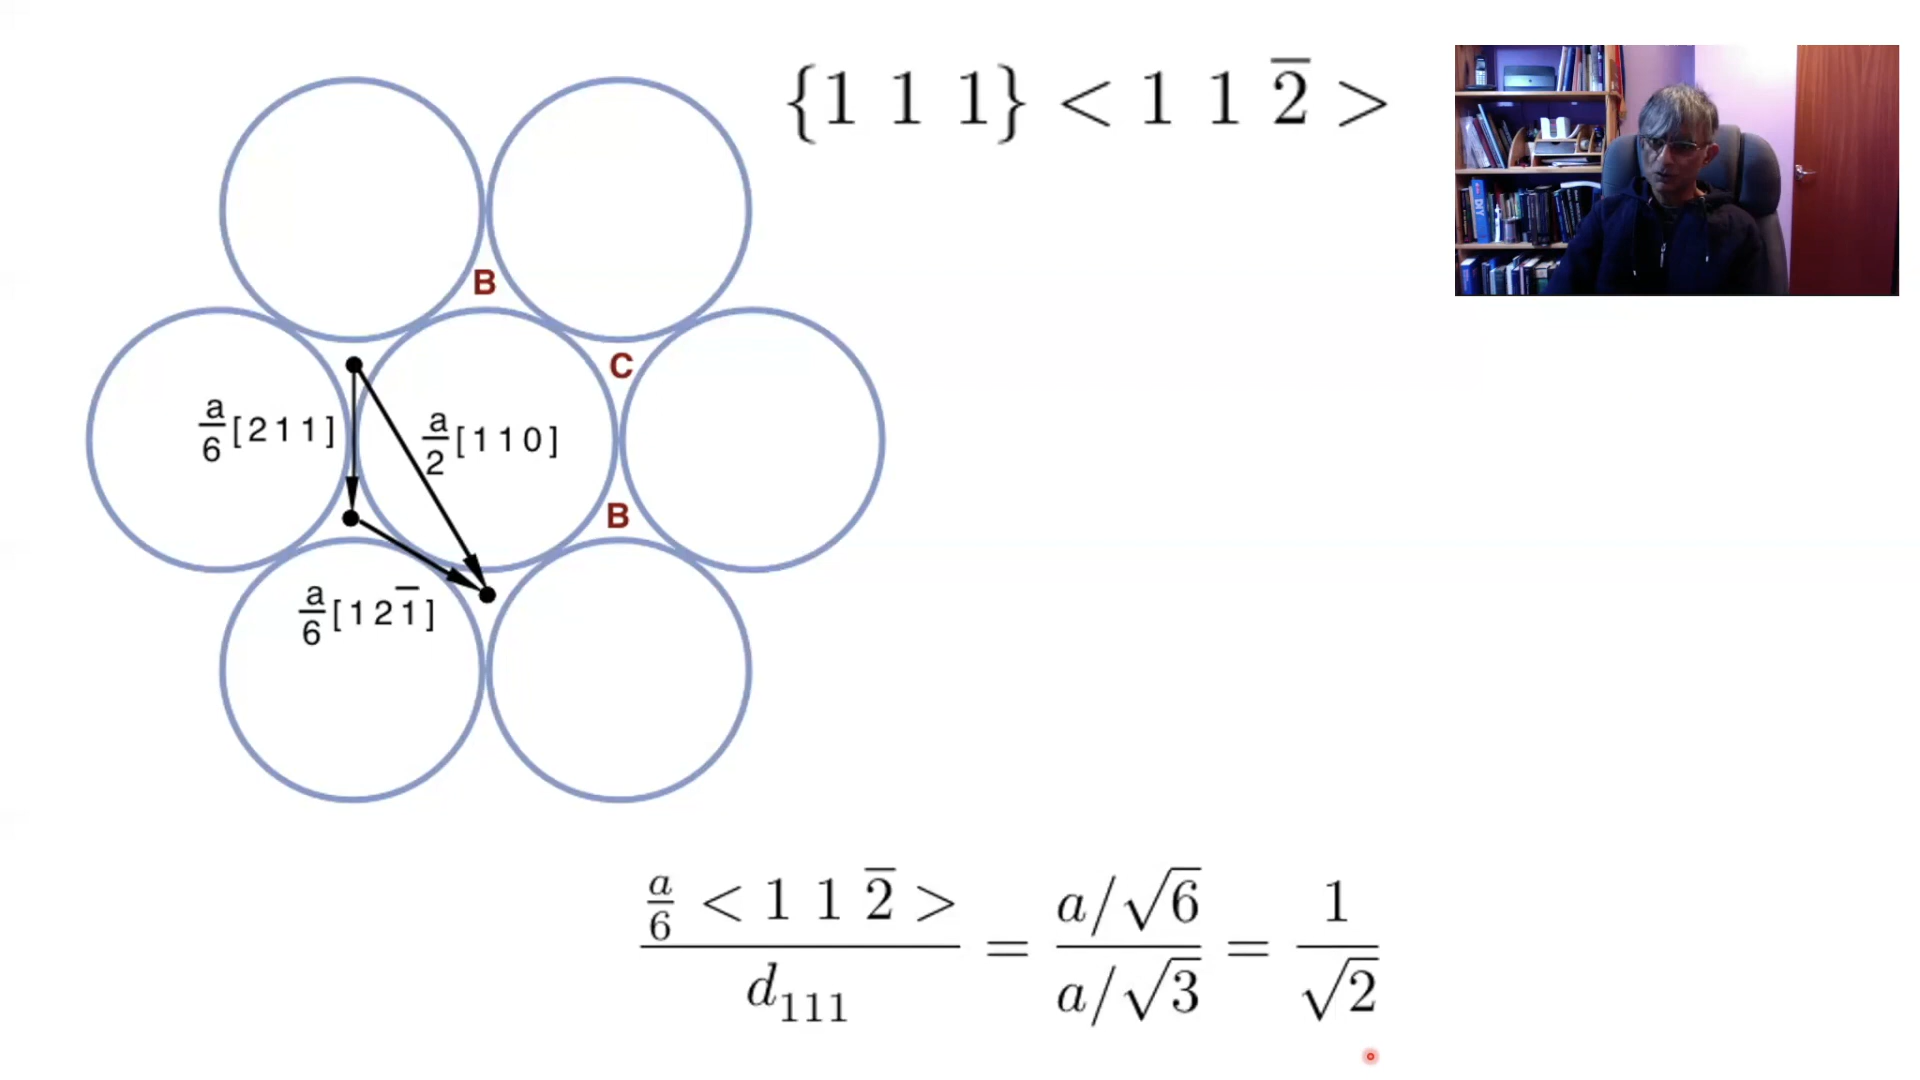 {1 1 1} < 1 1 2̅ >
B
C
a/6 [2 1 1]
a/2 [1 1 0]
B
a/6 [1 2 1̅]
(a/6 < 1 1 2̅ >)/d₁₁₁ = (a/√6)/(a/√3) = 1/√2
DIY